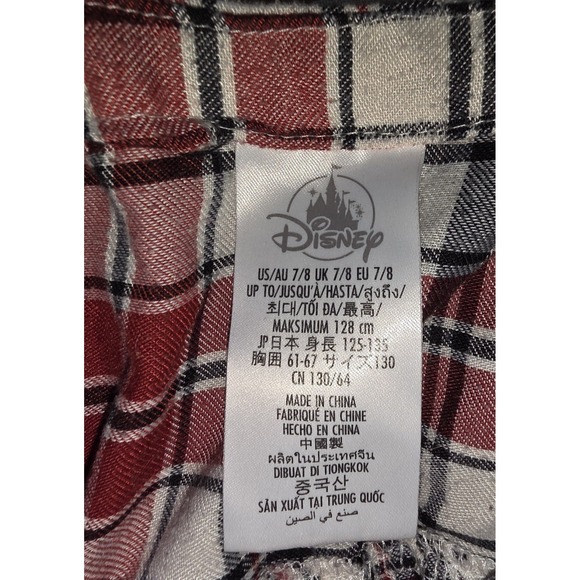 Disney
US/AU 7/8 UK 7/8 EU 7/8
UP TO/JUSQU'À/HASTA/สูงถึง/
최대/TỐI ĐA/最高/
MAKSIMUM 128 cm
JP日本 身長 125-135
胸囲 61-67 サイズ130
CN 130/64
MADE IN CHINA
FABRIQUÉ EN CHINE
HECHO EN CHINA
中國製
ผลิตในประเทศจีน
DIBUAT DI TIONGKOK
중국산
SẢN XUẤT TẠI TRUNG QUỐC
صنع في الصين